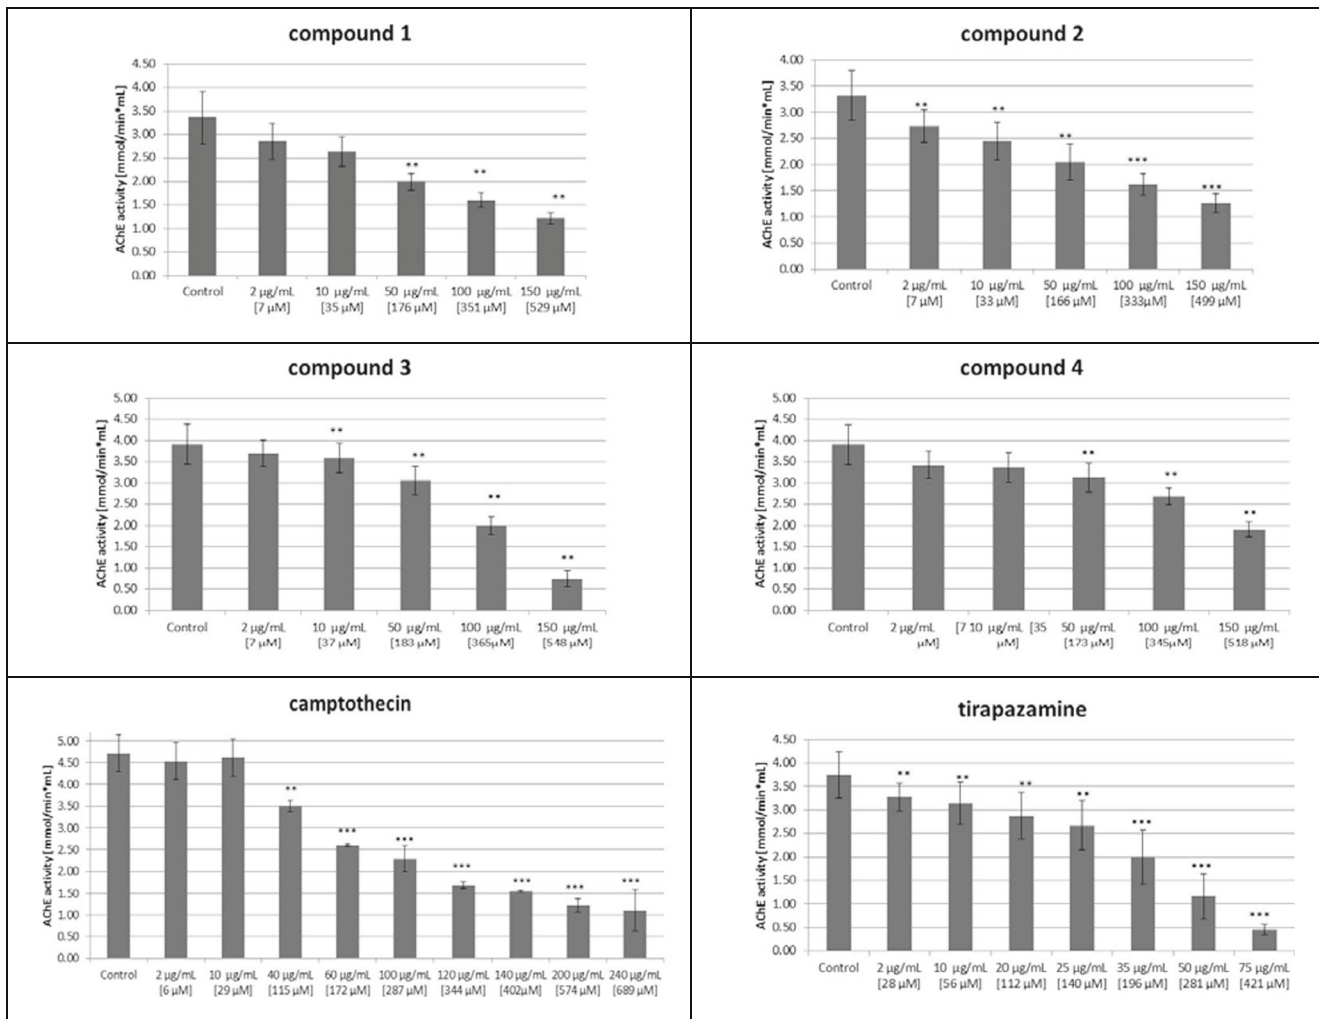 compound 1
AChE activity [mmol/min*mL]
4.50
4.00
3.50
3.00
2.50
2.00
1.50
1.00
0.50
0.00
** ** **
Control 2 µg/mL 10 µg/mL 50 µg/mL 100 µg/mL 150 µg/mL
[7 µM] [35 µM] [176 µM] [351 µM] [529 µM]
compound 2
AChE activity [mmol/min*mL]
4.00
3.50
3.00
2.50
2.00
1.50
1.00
0.50
0.00
** ** ** *** ***
Control 2 µg/mL 10 µg/mL 50 µg/mL 100 µg/mL 150 µg/mL
[7 µM] [33 µM] [166 µM] [333µM] [499 µM]
compound 3
AChE activity [mmol/min*mL]
5.00
4.50
4.00
3.50
3.00
2.50
2.00
1.50
1.00
0.50
0.00
** ** ** **
Control 2 µg/mL 10 µg/mL 50 µg/mL 100 µg/mL 150 µg/mL
[7 µM] [37 µM] [183 µM] [365µM] [548 µM]
compound 4
AChE activity [mmol/min*mL]
5.00
4.50
4.00
3.50
3.00
2.50
2.00
1.50
1.00
0.50
0.00
** ** **
Control 2 µg/mL [7 10 µg/mL [35 50 µg/mL 100 µg/mL 150 µg/mL
µM] µM] [173 µM] [345µM] [518 µM]
camptothecin
AChE activity [mmol/min*mL]
5.00
4.50
4.00
3.50
3.00
2.50
2.00
1.50
1.00
0.50
0.00
** *** *** *** *** *** ***
Control 2 µg/mL 10 µg/mL 40 µg/mL 60 µg/mL 100 µg/mL 120 µg/mL 140 µg/mL 200 µg/mL 240 µg/mL
[6 µM] [29 µM] [115 µM] [172 µM] [287 µM] [344 µM] [402µM] [574 µM] [689 µM]
tirapazamine
AChE activity [mmol/min*mL]
4.50
4.00
3.50
3.00
2.50
2.00
1.50
1.00
0.50
0.00
** ** ** ** *** *** ***
Control 2 µg/mL 10 µg/mL 20 µg/mL 25 µg/mL 35 µg/mL 50 µg/mL 75 µg/mL
[28 µM] [56 µM] [112 µM] [140 µM] [196 µM] [281 µM] [421 µM]